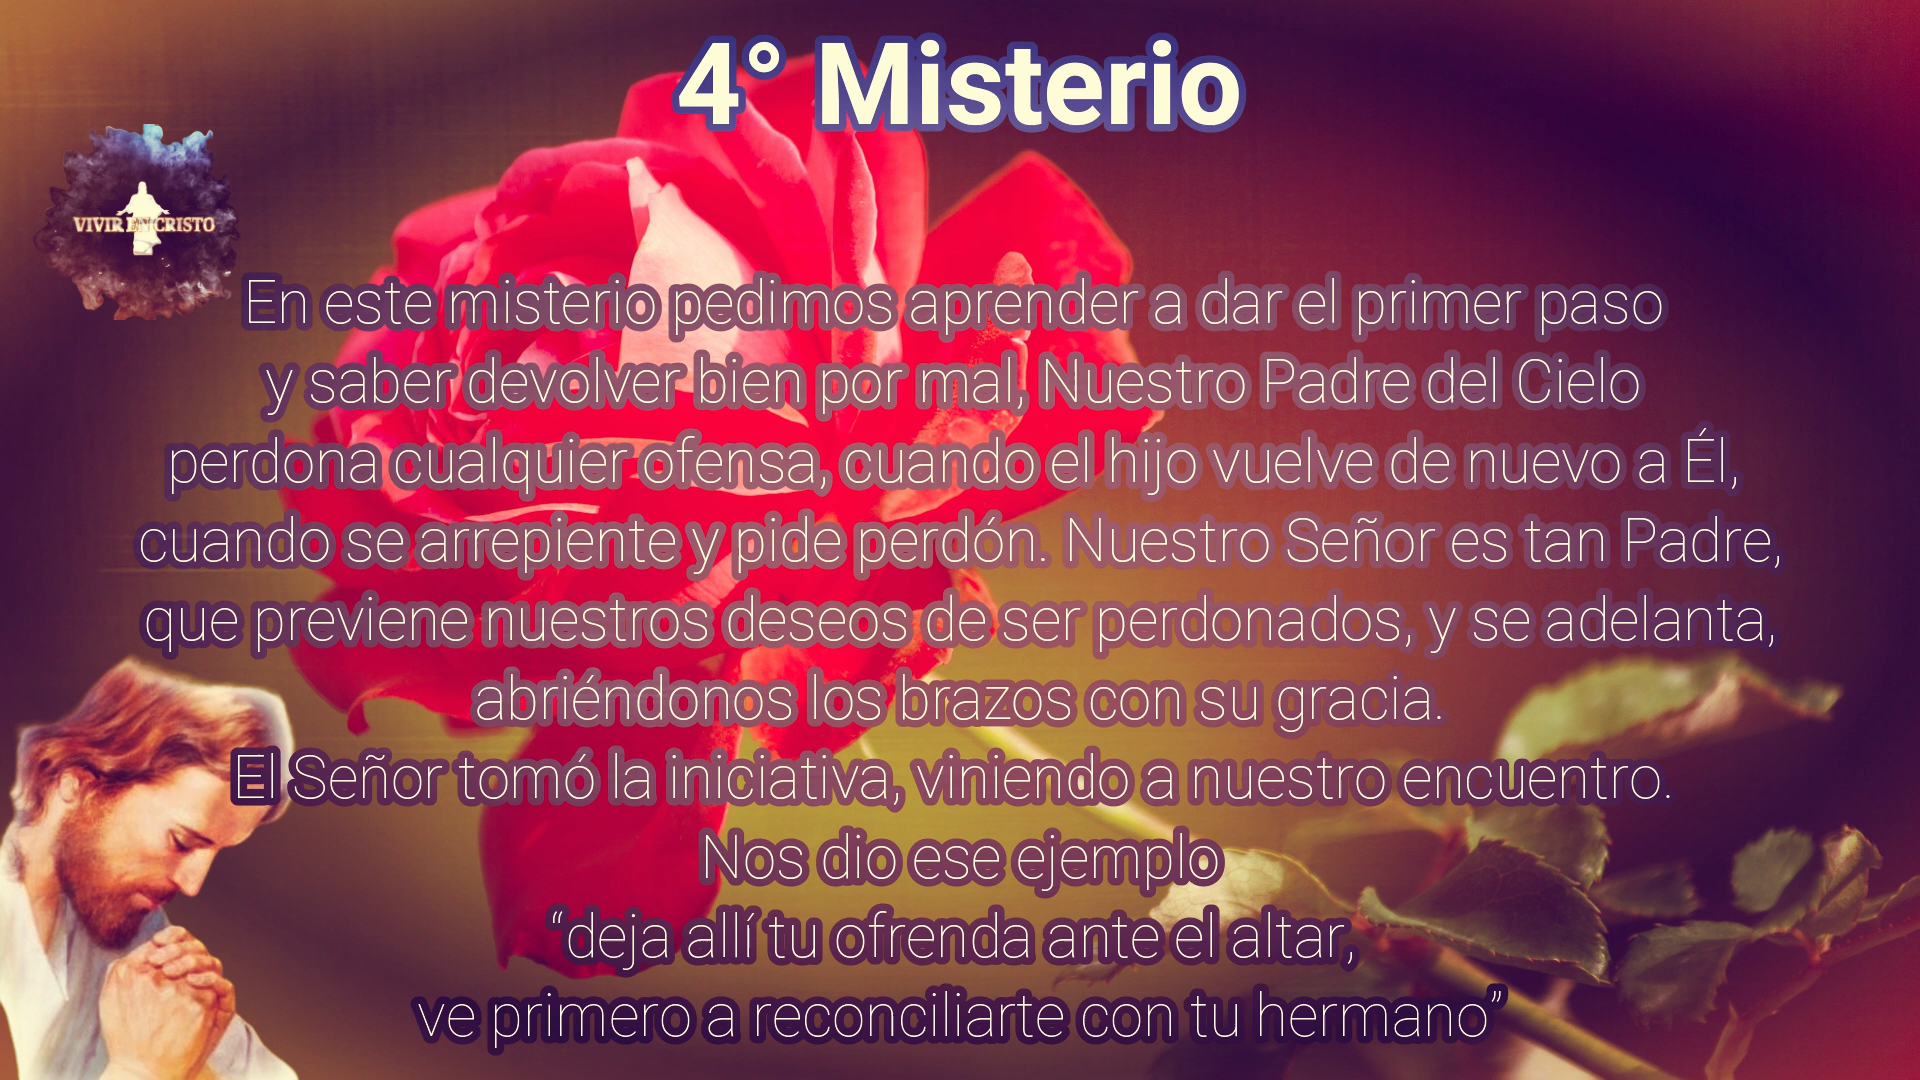 4° Misterio
VIVIR EN CRISTO
En este misterio pedimos aprender a dar el primer paso
y saber devolver bien por mal, Nuestro Padre del Cielo
perdona cualquier ofensa, cuando el hijo vuelve de nuevo a Él,
cuando se arrepiente y pide perdón. Nuestro Señor es tan Padre,
que previene nuestros deseos de ser perdonados, y se adelanta,
abriéndonos los brazos con su gracia.
El Señor tomó la iniciativa, viniendo a nuestro encuentro.
Nos dio ese ejemplo
“deja allí tu ofrenda ante el altar,
ve primero a reconciliarte con tu hermano”